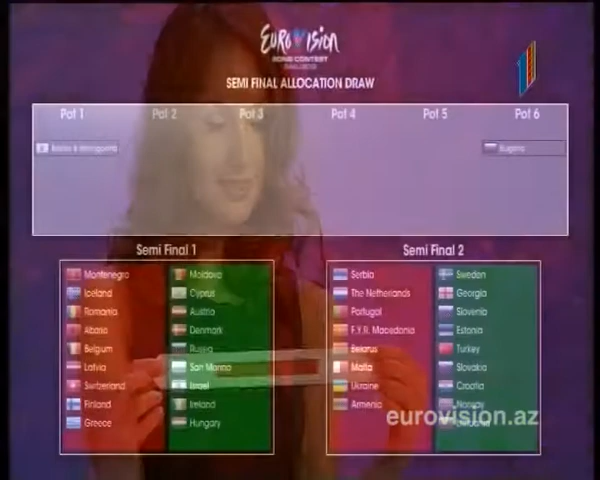 EUROVISION
SONG CONTEST
SEMI FINAL ALLOCATION DRAW
Pot 1 Pot 2 Pot 3 Pot 4 Pot 5 Pot 6
Bosnia & Herzegovina Bulgaria
Semi Final 1
Montenegro Moldova
Iceland Cyprus
Romania Austria
Albania Denmark
Belgium Russia
Latvia San Marino
Switzerland Israel
Finland Ireland
Greece Hungary
Semi Final 2
Serbia Sweden
The Netherlands Georgia
Portugal Slovenia
F.Y.R. Macedonia Estonia
Belarus Turkey
Malta Slovakia
Ukraine Croatia
Armenia Norway
Lithuania
eurovision.az